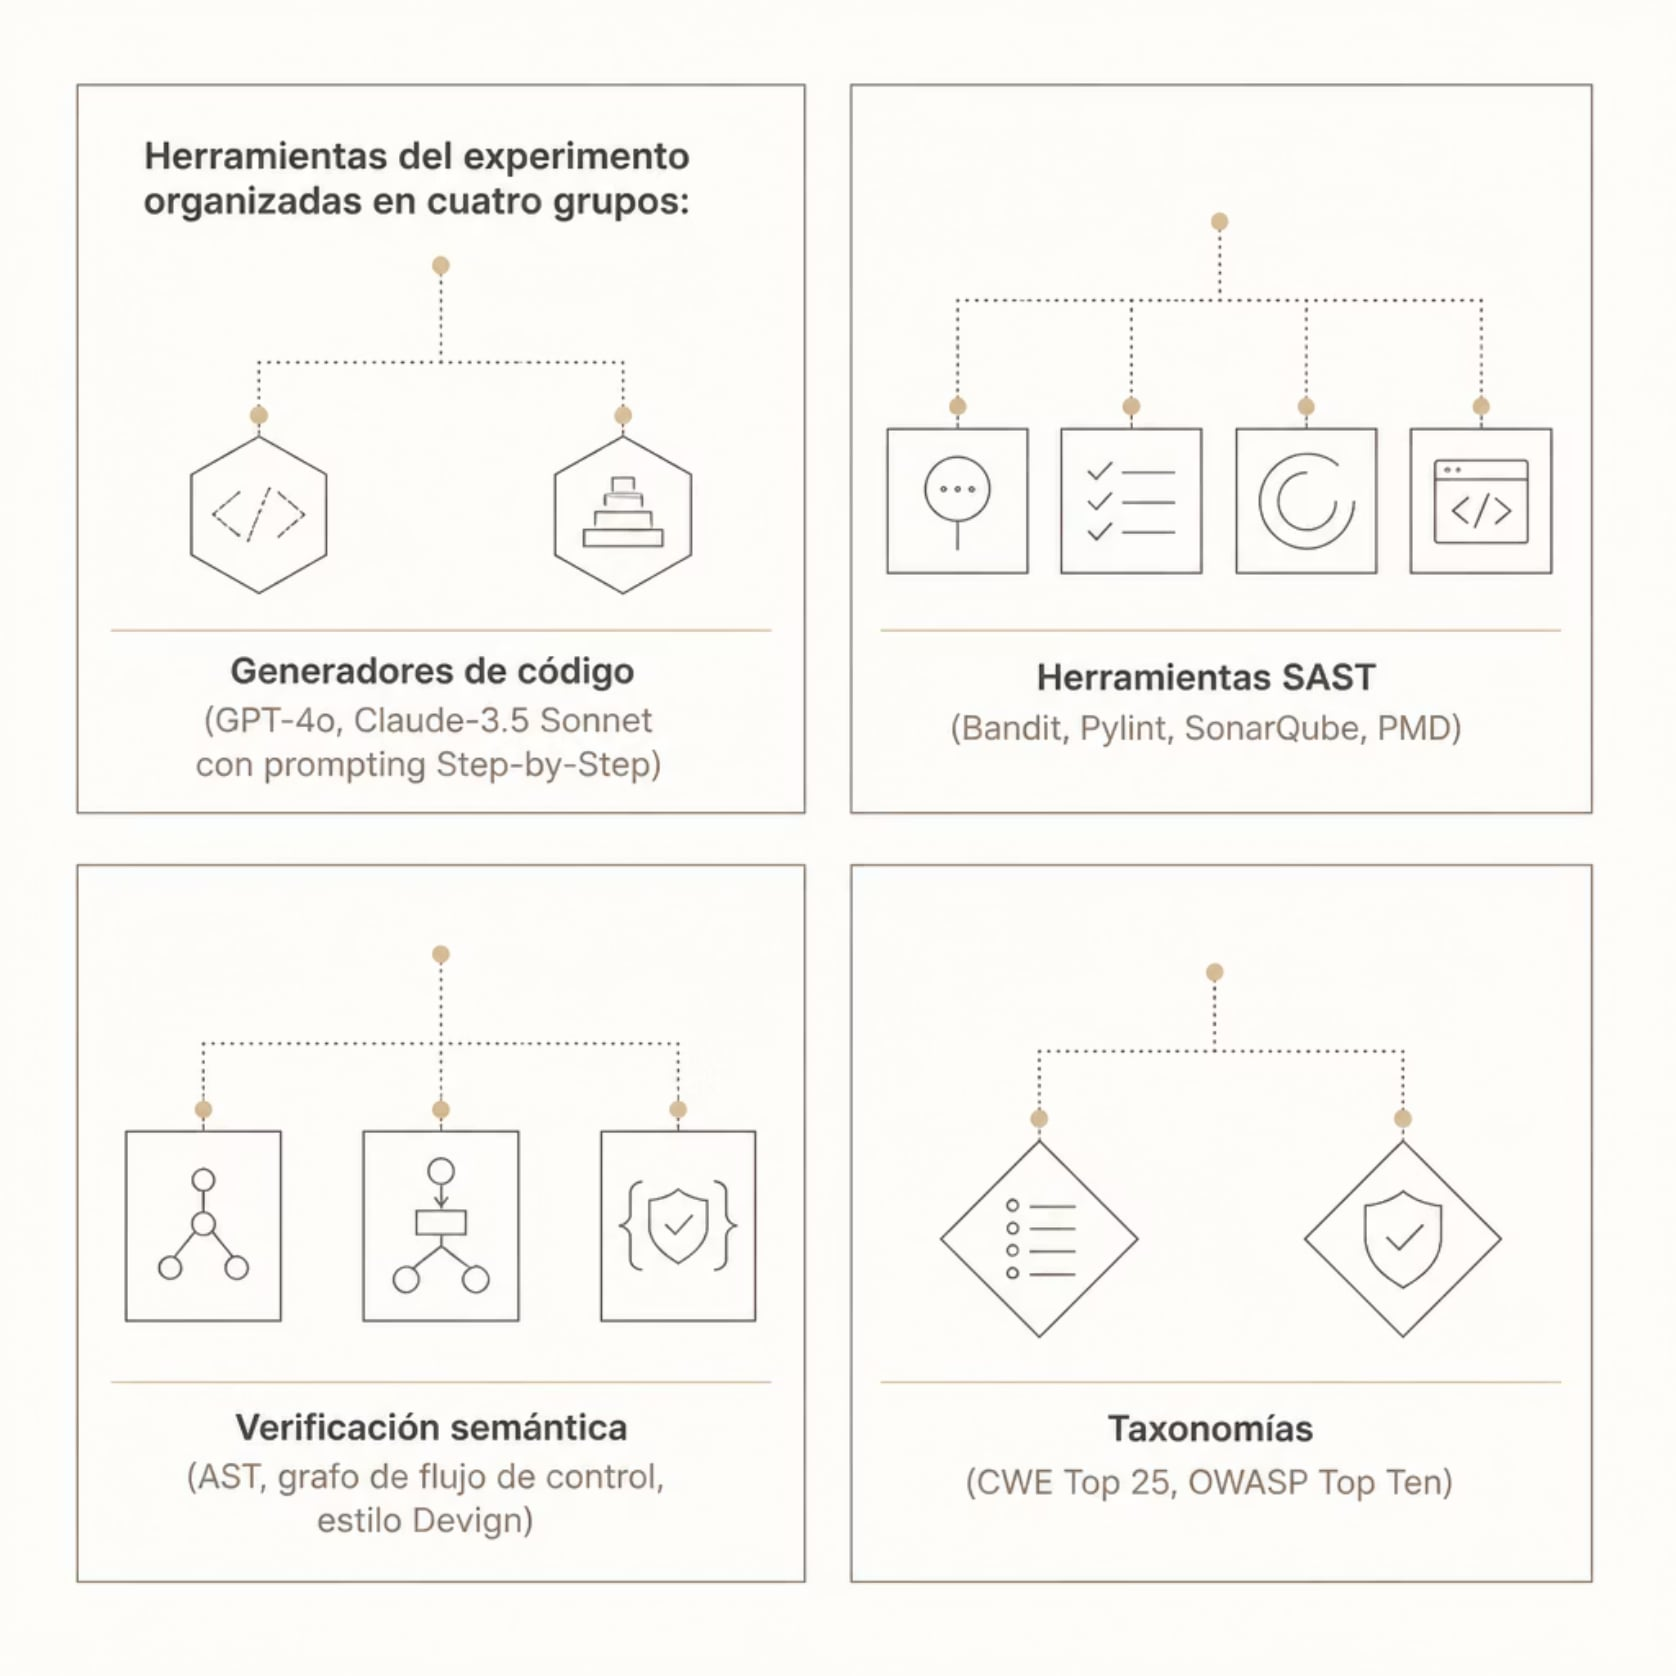 Herramientas del experimento
organizadas en cuatro grupos:
Generadores de código
(GPT-4o, Claude-3.5 Sonnet
con prompting Step-by-Step)
Herramientas SAST
(Bandit, Pylint, SonarQube, PMD)
Verificación semántica
(AST, grafo de flujo de control,
estilo Devign)
Taxonomías
(CWE Top 25, OWASP Top Ten)